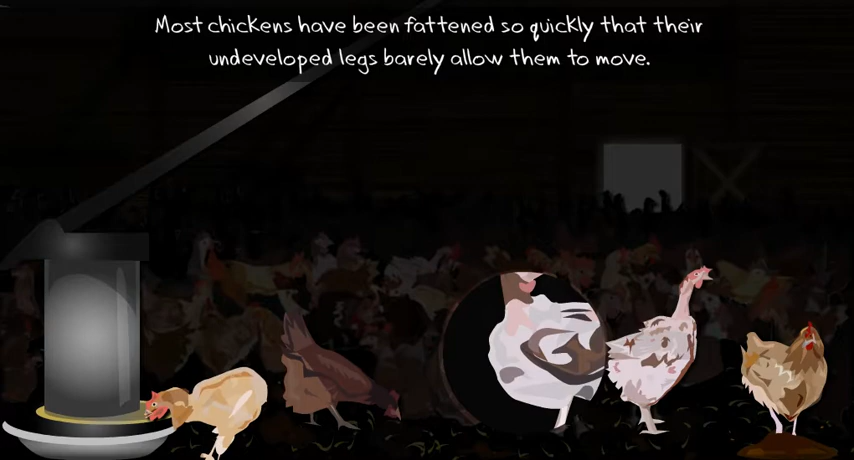 Most chickens have been fattened so quickly that their
undeveloped legs barely allow them to move.